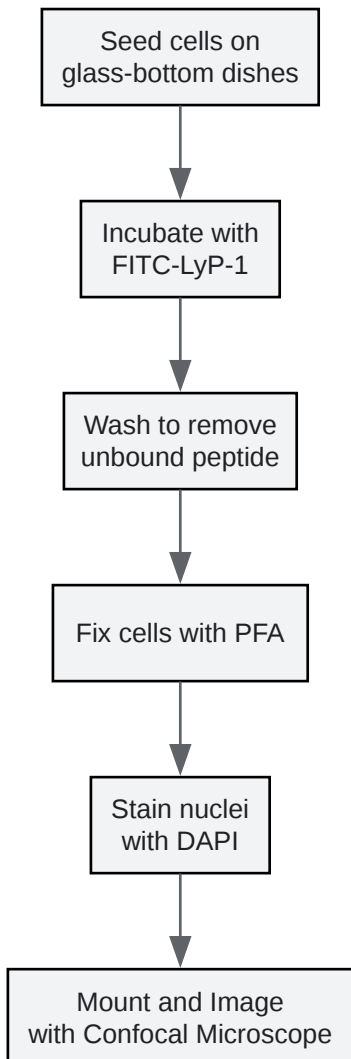 Seed cells on
glass-bottom dishes
Incubate with
FITC-LyP-1
Wash to remove
unbound peptide
Fix cells with PFA
Stain nuclei
with DAPI
Mount and Image
with Confocal Microscope